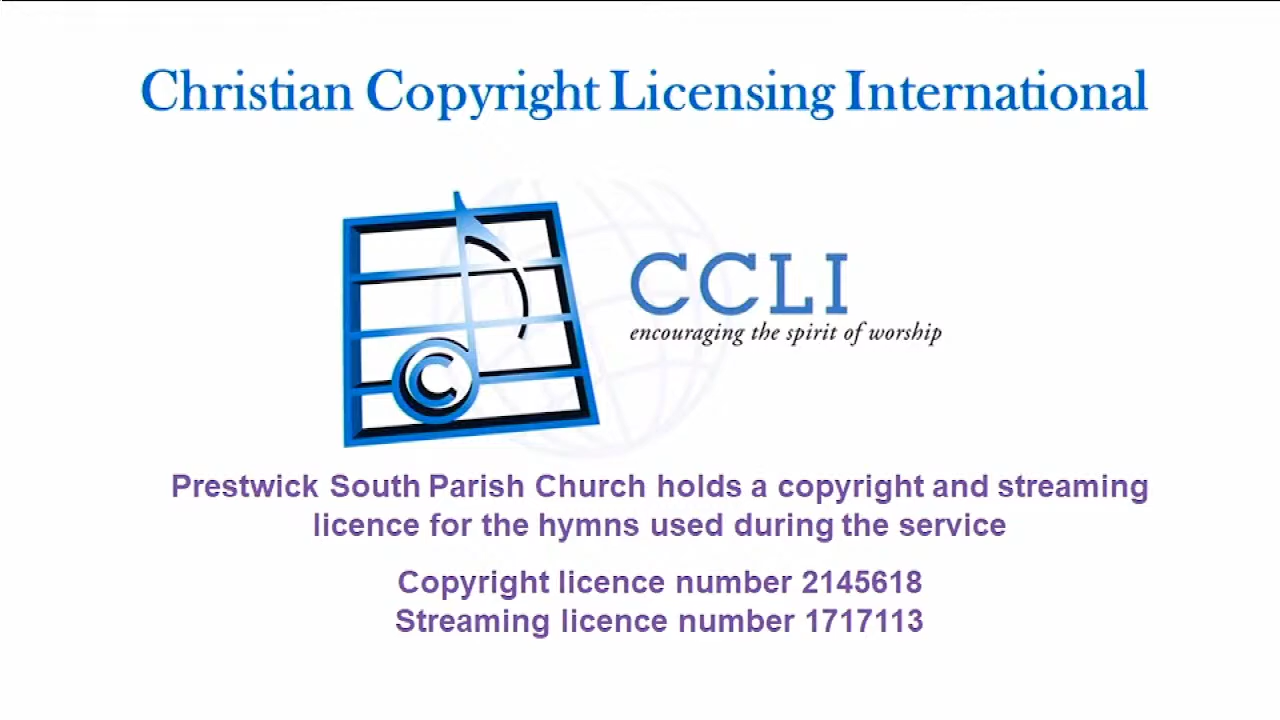 Christian Copyright Licensing International
CCLI
encouraging the spirit of worship
C
Prestwick South Parish Church holds a copyright and streaming
licence for the hymns used during the service
Copyright licence number 2145618
Streaming licence number 1717113